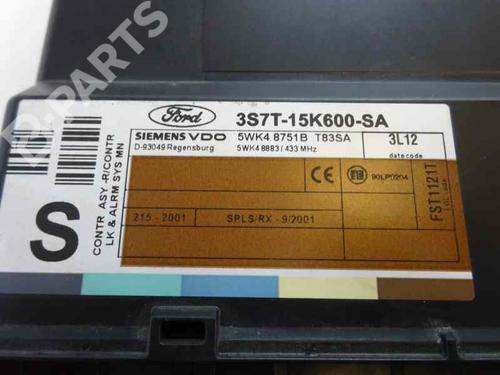 B-PARTS
Ford
3S7T-15K600-SA
SIEMENS VDO
5WK4 8751B T83SA
3L12
D-93049 Regensburg
5WK4 8883 / 433 MHz
datecode
CONTR ASY -R/CONTR
LK & ALRM SYS MN
S
CE
90LP0204
FST1121T
215 - 2001
SPLS/RX - 9/2001